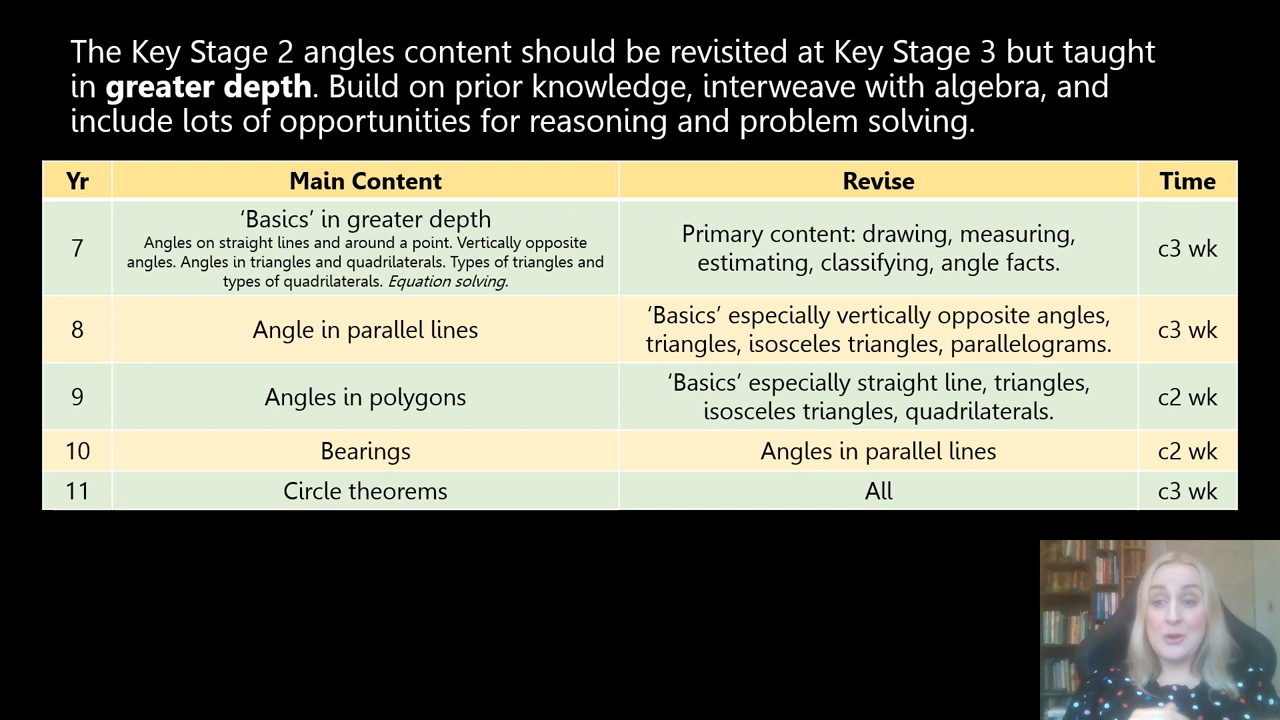 The Key Stage 2 angles content should be revisited at Key Stage 3 but taught
in greater depth. Build on prior knowledge, interweave with algebra, and
include lots of opportunities for reasoning and problem solving.
Yr Main Content Revise Time
7
‘Basics’ in greater depth
Angles on straight lines and around a point. Vertically opposite
angles. Angles in triangles and quadrilaterals. Types of triangles and
types of quadrilaterals. Equation solving.
Primary content: drawing, measuring,
estimating, classifying, angle facts.
c3 wk
8
Angle in parallel lines
‘Basics’ especially vertically opposite angles,
triangles, isosceles triangles, parallelograms.
c3 wk
9
Angles in polygons
‘Basics’ especially straight line, triangles,
isosceles triangles, quadrilaterals.
c2 wk
10 Bearings Angles in parallel lines c2 wk
11 Circle theorems All c3 wk